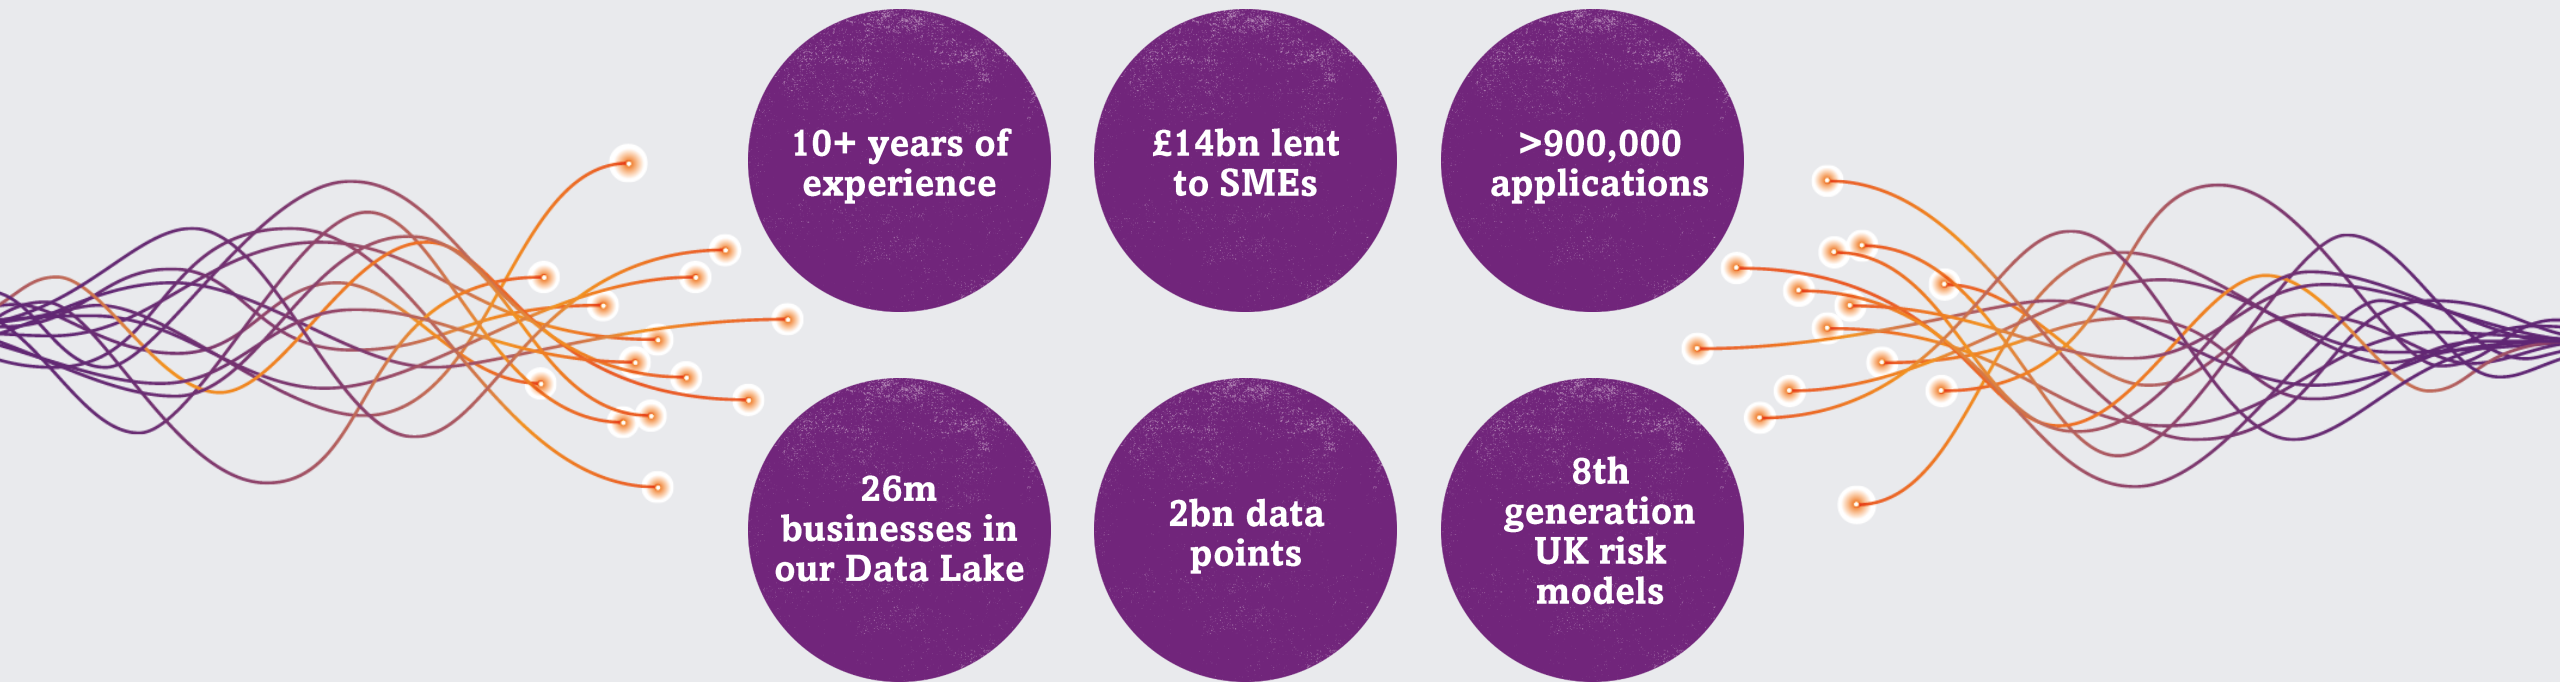 10+ years of
experience
£14bn lent
to SMEs
>900,000
applications
26m
businesses in
our Data Lake
2bn data
points
8th
generation
UK risk
models